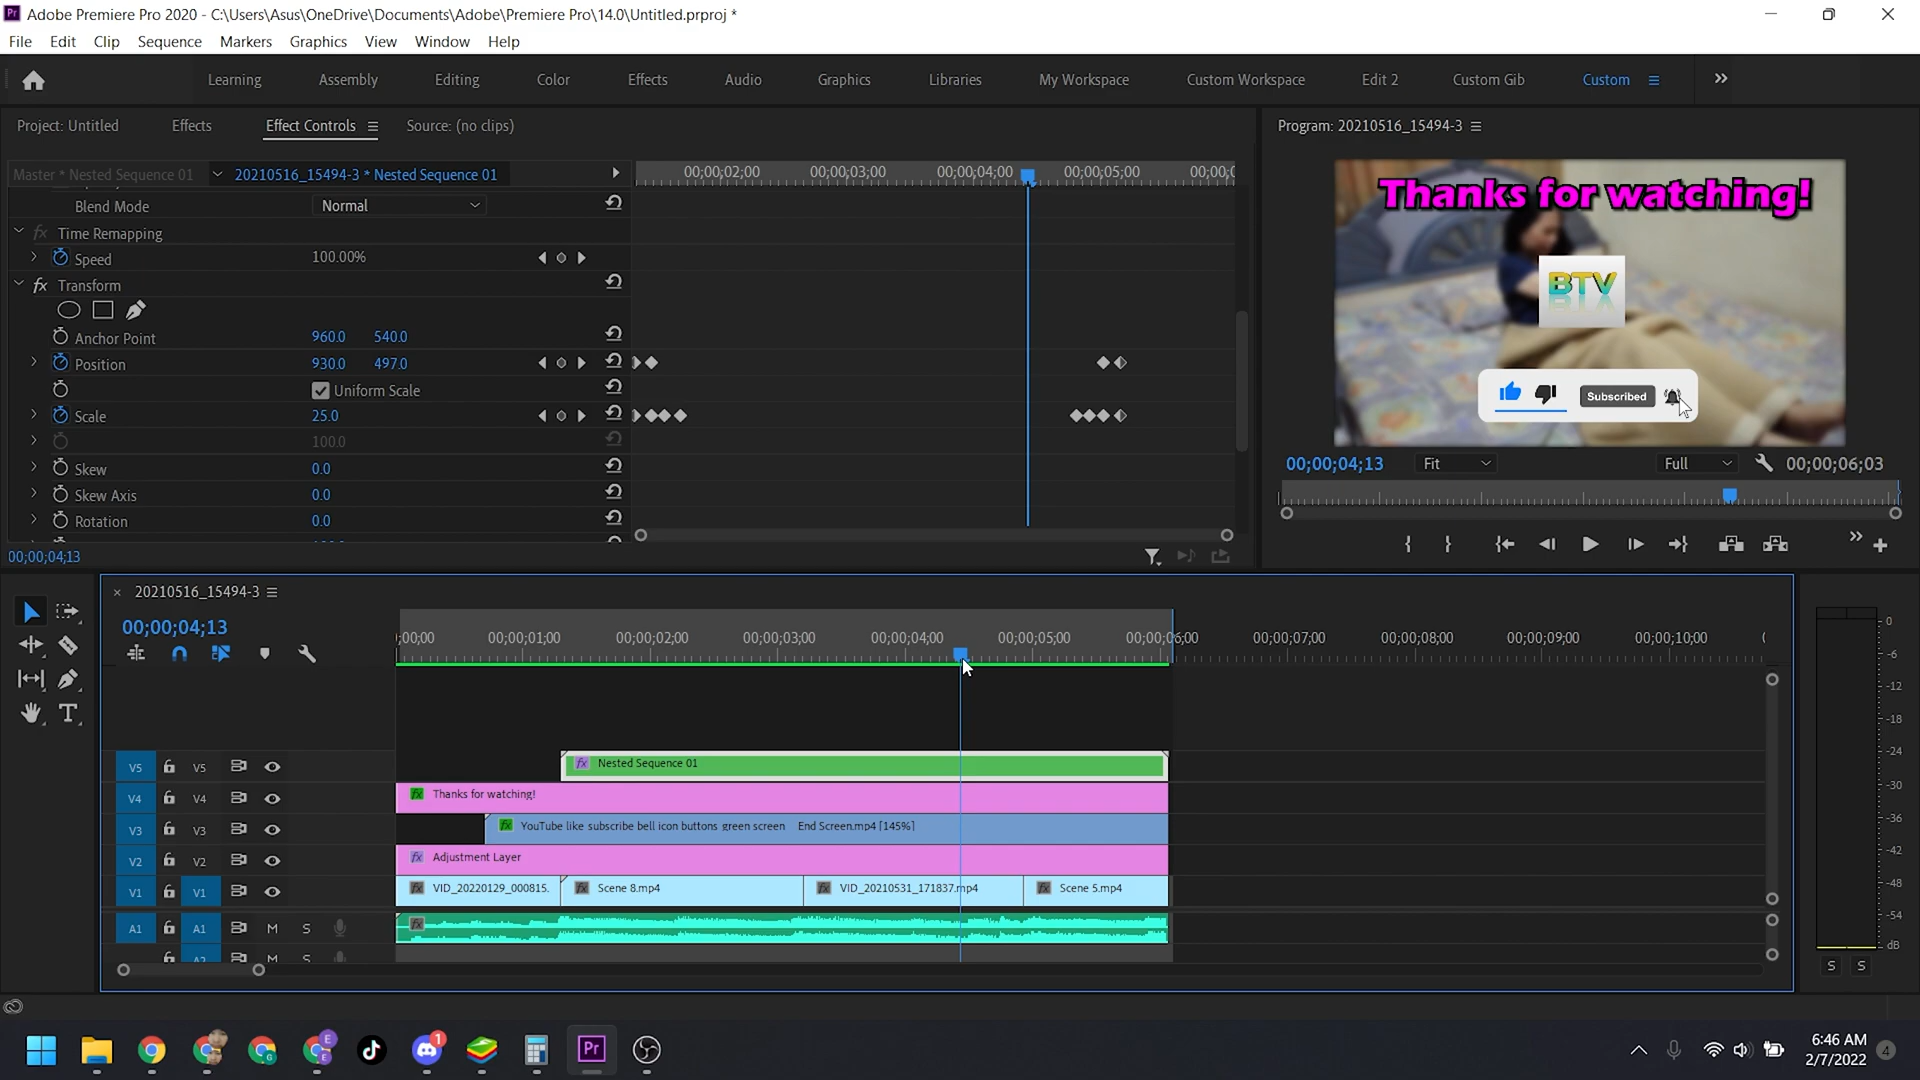 Adobe Premiere Pro 2020 - C:\Users\Asus\OneDrive\Documents\Adobe\Premiere Pro\14.0\Untitled.prproj *
File Edit Clip Sequence Markers Graphics View Window Help
Learning Assembly Editing Color Effects Audio Graphics Libraries My Workspace Custom Workspace Edit 2 Custom Gib Custom
Project: Untitled Effects Effect Controls Source: (no clips)
Program: 20210516_15494-3
Master * Nested Sequence 01 20210516_15494-3 * Nested Sequence 01
00;00;02;00 00;00;03;00 00;00;04;00 00;00;05;00
Blend Mode Normal
Time Remapping
Speed 100.00%
fx Transform
Anchor Point 960.0 540.0
Position 930.0 497.0
Uniform Scale
Scale 25.0
100.0
Skew 0.0
Skew Axis 0.0
Rotation 0.0
00;00;04;13
Thanks for watching!
BTV
Subscribed
00;00;04;13 Fit Full 00;00;06;03
20210516_15494-3
00;00;04;13
;00;00 00;00;01;00 00;00;02;00 00;00;03;00 00;00;04;00 00;00;05;00 00;00;06;00 00;00;07;00 00;00;08;00 00;00;09;00 00;00;10;00
V5 V5 fx Nested Sequence 01
V4 V4 fx Thanks for watching!
V3 V3 fx YouTube like subscribe bell icon buttons green screen End Screen.mp4 [145%]
V2 V2 fx Adjustment Layer
V1 V1 fx VID_20220129_000815. fx Scene 8.mp4 fx VID_20210531_171837.mp4 fx Scene 5.mp4
A1 A1 M S fx
A2 M S
0
-6
-12
-18
-24
-30
-36
-42
-48
-54
dB
S S
Pr
6:46 AM
2/7/2022
4